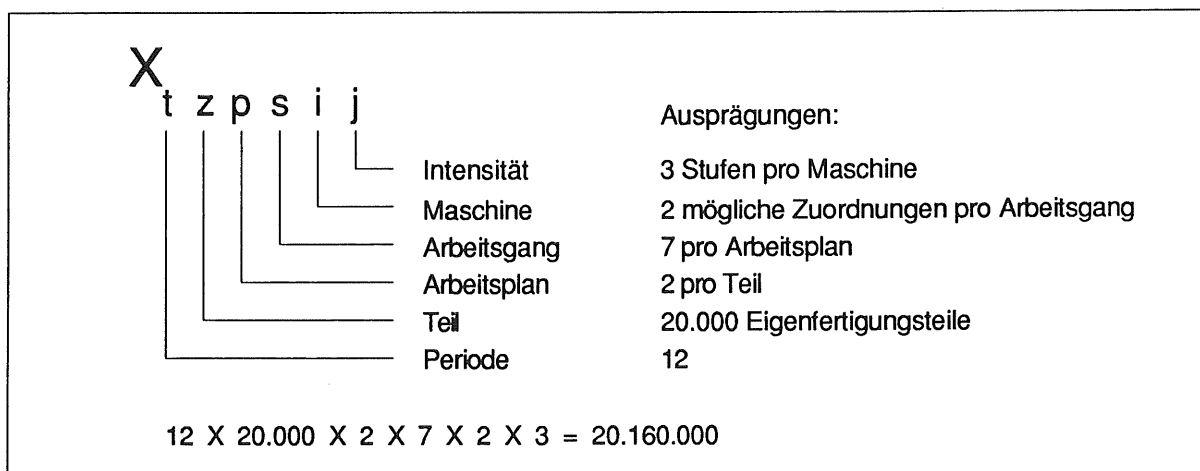 X
t z p s i j
Ausprägungen:
Intensität 3 Stufen pro Maschine
Maschine 2 mögliche Zuordnungen pro Arbeitsgang
Arbeitsgang 7 pro Arbeitsplan
Arbeitsplan 2 pro Teil
Teil 20.000 Eigenfertigungsteile
Periode 12
12 X 20.000 X 2 X 7 X 2 X 3 = 20.160.000